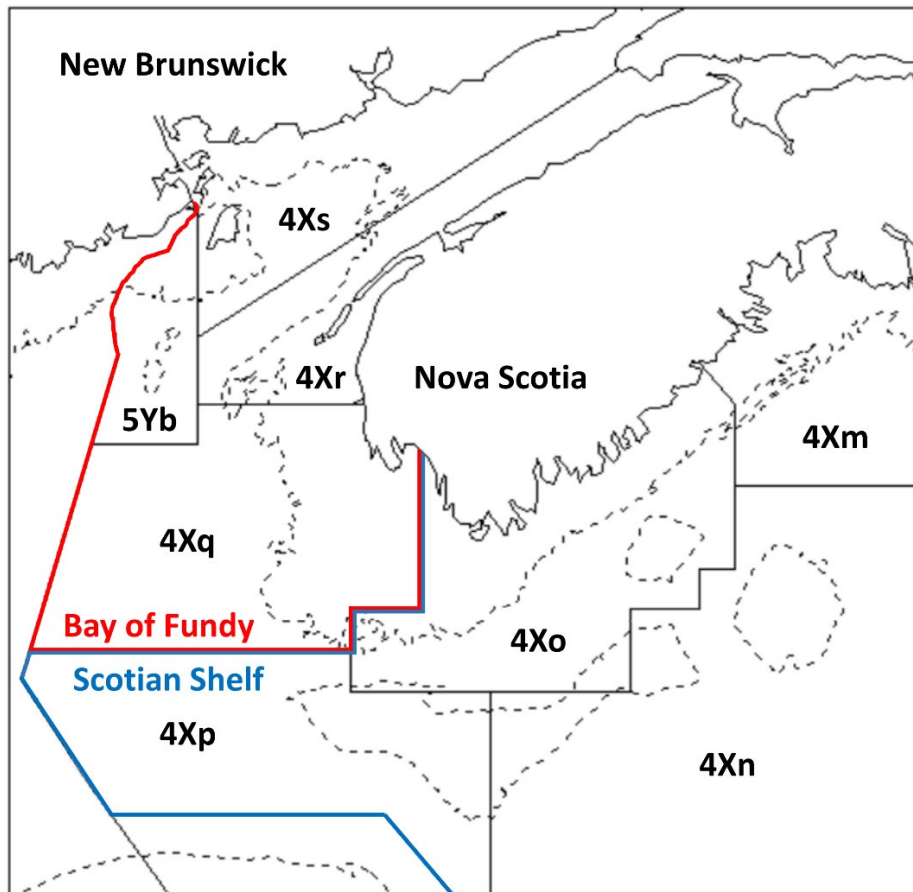 New Brunswick
4Xs
4Xr
Nova Scotia
5Yb
4Xm
4Xq
Bay of Fundy
4Xo
Scotian Shelf
4Xp
4Xn